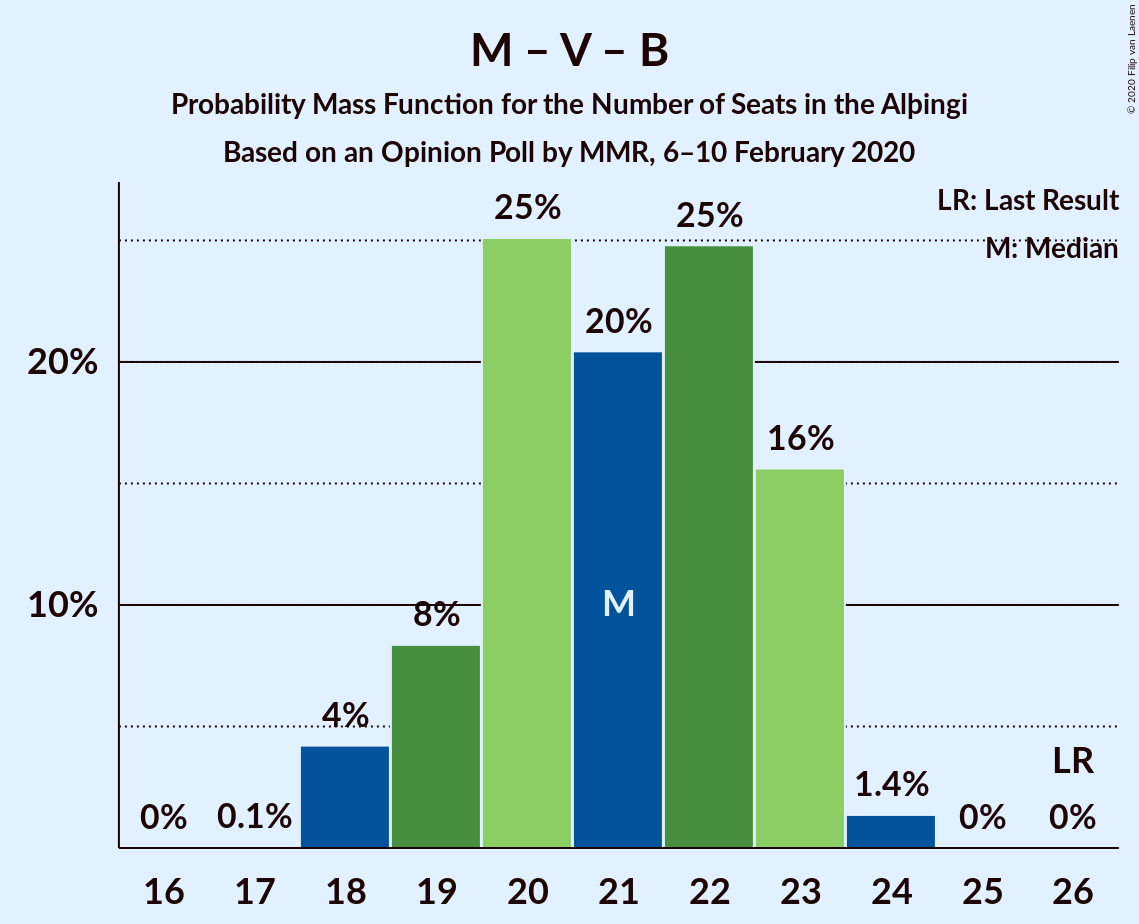 M – V – B
Probability Mass Function for the Number of Seats in the Alþingi
Based on an Opinion Poll by MMR, 6–10 February 2020
© 2020 Filip van Laenen
LR: Last Result
M: Median
20%
10%
0%
0.1%
4%
8%
25%
20%
25%
16%
1.4%
0%
0%
LR
M
16 17 18 19 20 21 22 23 24 25 26